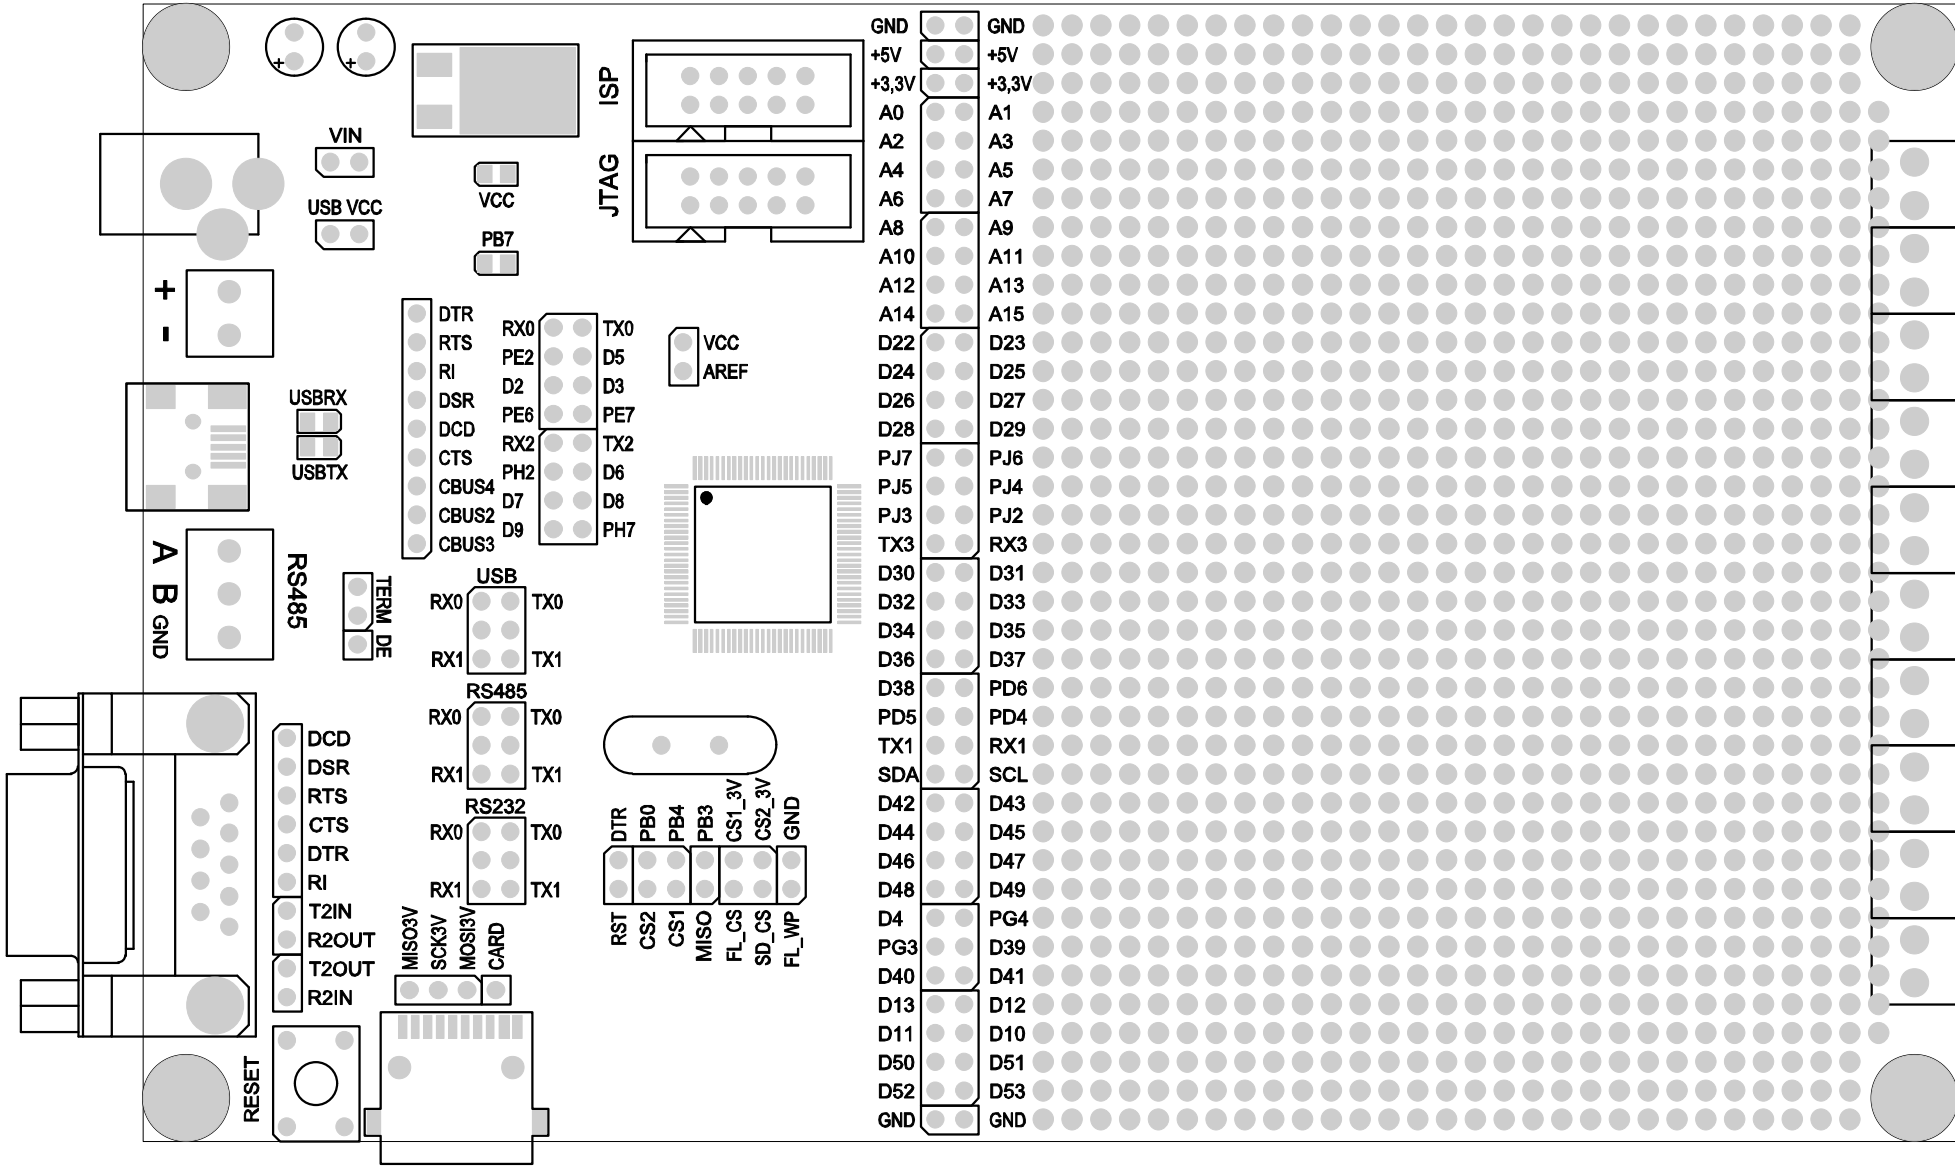 VIN
USB VCC
+
-
+
+
VCC
PB7
ISP
JTAG
USBRX
USBTX
A
B
GND
RS485
TERM
DE
DTR
RTS
RI
DSR
DCD
CTS
CBUS4
CBUS2
CBUS3
RX0 TX0
PE2 D5
D2 D3
PE6 PE7
RX2 TX2
PH2 D6
D7 D8
D9 PH7
VCC
AREF
USB
RX0 TX0
RX1 TX1
RS485
RX0 TX0
RX1 TX1
RS232
RX0 TX0
RX1 TX1
DCD
DSR
RTS
CTS
DTR
RI
T2IN
R2OUT
T2OUT
R2IN
RESET
MISO3V
SCK3V
MOSI3V
CARD
DTR
PB0
PB4
PB3
CS1_3V
CS2_3V
GND
RST
CS2
CS1
MISO
FL_CS
SD_CS
FL_WP
GND GND
+5V +5V
+3,3V +3,3V
A0 A1
A2 A3
A4 A5
A6 A7
A8 A9
A10 A11
A12 A13
A14 A15
D22 D23
D24 D25
D26 D27
D28 D29
PJ7 PJ6
PJ5 PJ4
PJ3 PJ2
TX3 RX3
D30 D31
D32 D33
D34 D35
D36 D37
D38 PD6
PD5 PD4
TX1 RX1
SDA SCL
D42 D43
D44 D45
D46 D47
D48 D49
D4 PG4
PG3 D39
D40 D41
D13 D12
D11 D10
D50 D51
D52 D53
GND GND